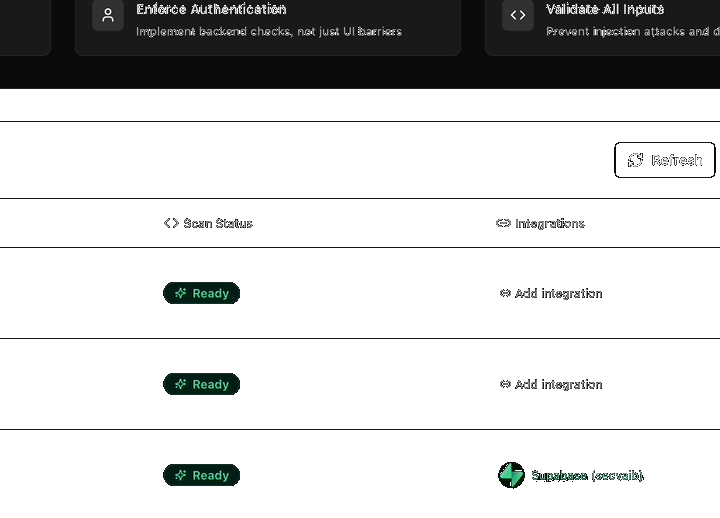 Enforce Authentication
Implement backend checks, not just UI barriers
Validate All Inputs
Prevent injection attacks and d
Refresh
Scan Status
Integrations
Ready
Add integration
Ready
Add integration
Ready
Supabase